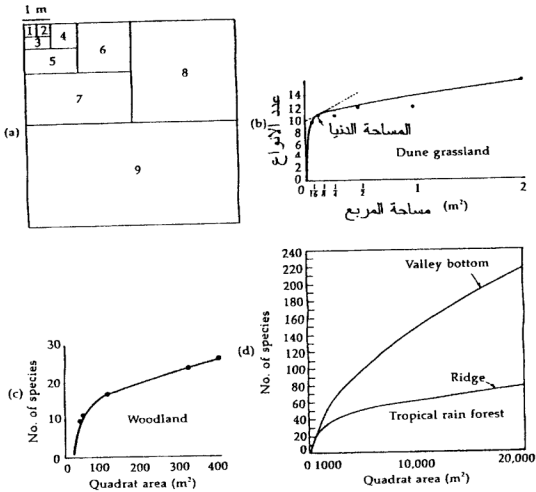 1 m
1 2
3 4
5
6
7
8
9
(a)
(b)
عدد الأنواع
14
12
10
8
6
4
2
0
المساحة الدنيا
Dune grassland
0 1/16 1/8 1/4 1/2 1 2
مساحة المربع (m²)
(c)
No. of species
30
20
10
0
Woodland
0 100 200 300 400
Quadrat area (m²)
(d)
No. of species
240
220
200
180
160
140
120
100
80
60
40
20
0
Valley bottom
Ridge
Tropical rain forest
0 1000 10,000 20,000
Quadrat area (m²)